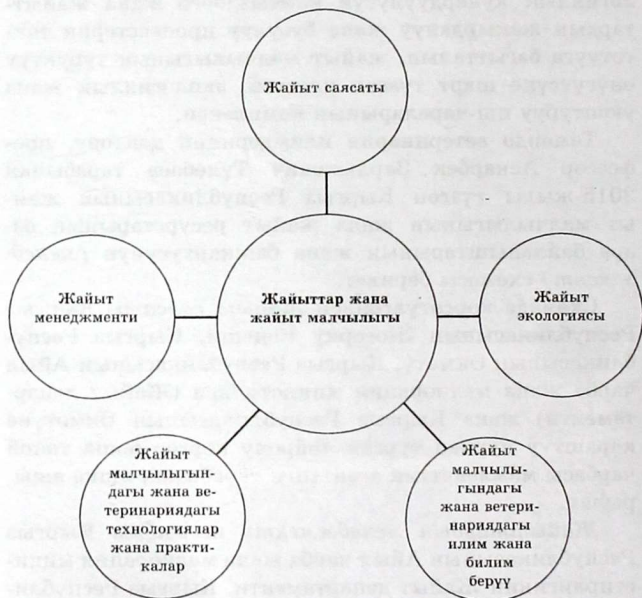 Жайыт саясаты
Жайыт
менеджменти
Жайыттар жана
жайыт малчылыгы
Жайыт
экологиясы
Жайыт
малчылыгын-
дагы жана ве-
теринариядагы
технологиялар
жана практи-
калар
Жайыт
малчылы-
гындагы
жана ветери-
нариядагы
илим жана
билим
берүү